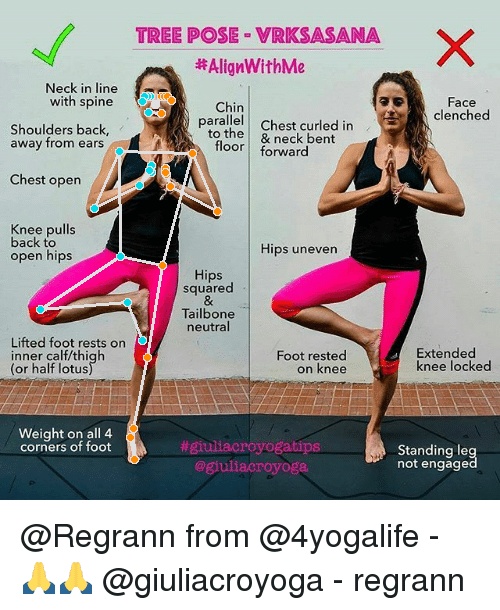 TREE POSE - VRKSASANA
#AlignWithMe
Neck in line
with spine
Shoulders back,
away from ears
Chest open
Knee pulls
back to
open hips
Lifted foot rests on
inner calf/thigh
(or half lotus)
Weight on all 4
corners of foot
Chin
parallel
to the
floor
Hips
squared
&
Tailbone
neutral
Face
clenched
Chest curled in
& neck bent
forward
Hips uneven
Foot rested
on knee
Extended
knee locked
Standing leg
not engaged
#giuliacroyogatips
@giuliacroyoga
@Regrann from @4yogalife -
🙏🙏 @giuliacroyoga - regrann